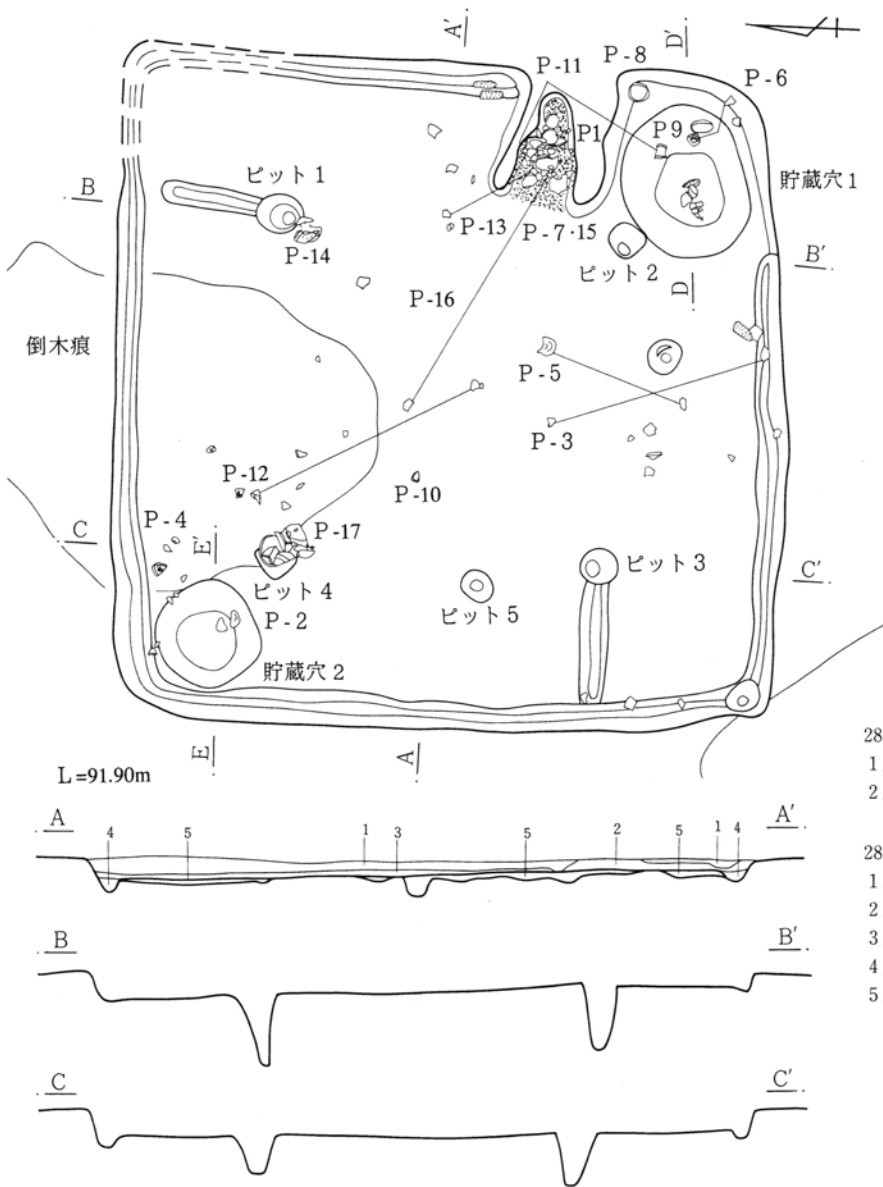 A′
D′
P-8
P-11
P-6
P1
P9
貯蔵穴1
B
ピット1
P-13
P-7·15
P-14
ピット2
B′
D
P-16
倒木痕
P-5
P-3
P-12
P-10
C
P-4
E′
P-17
ピット3
C′
ピット4
ピット5
P-2
貯蔵穴2
E
A
L=91.90m
28
1
2
A
4
5
1
3
5
2
5
1
4
A′
28
1
2
3
4
5
B
B′
C
C′